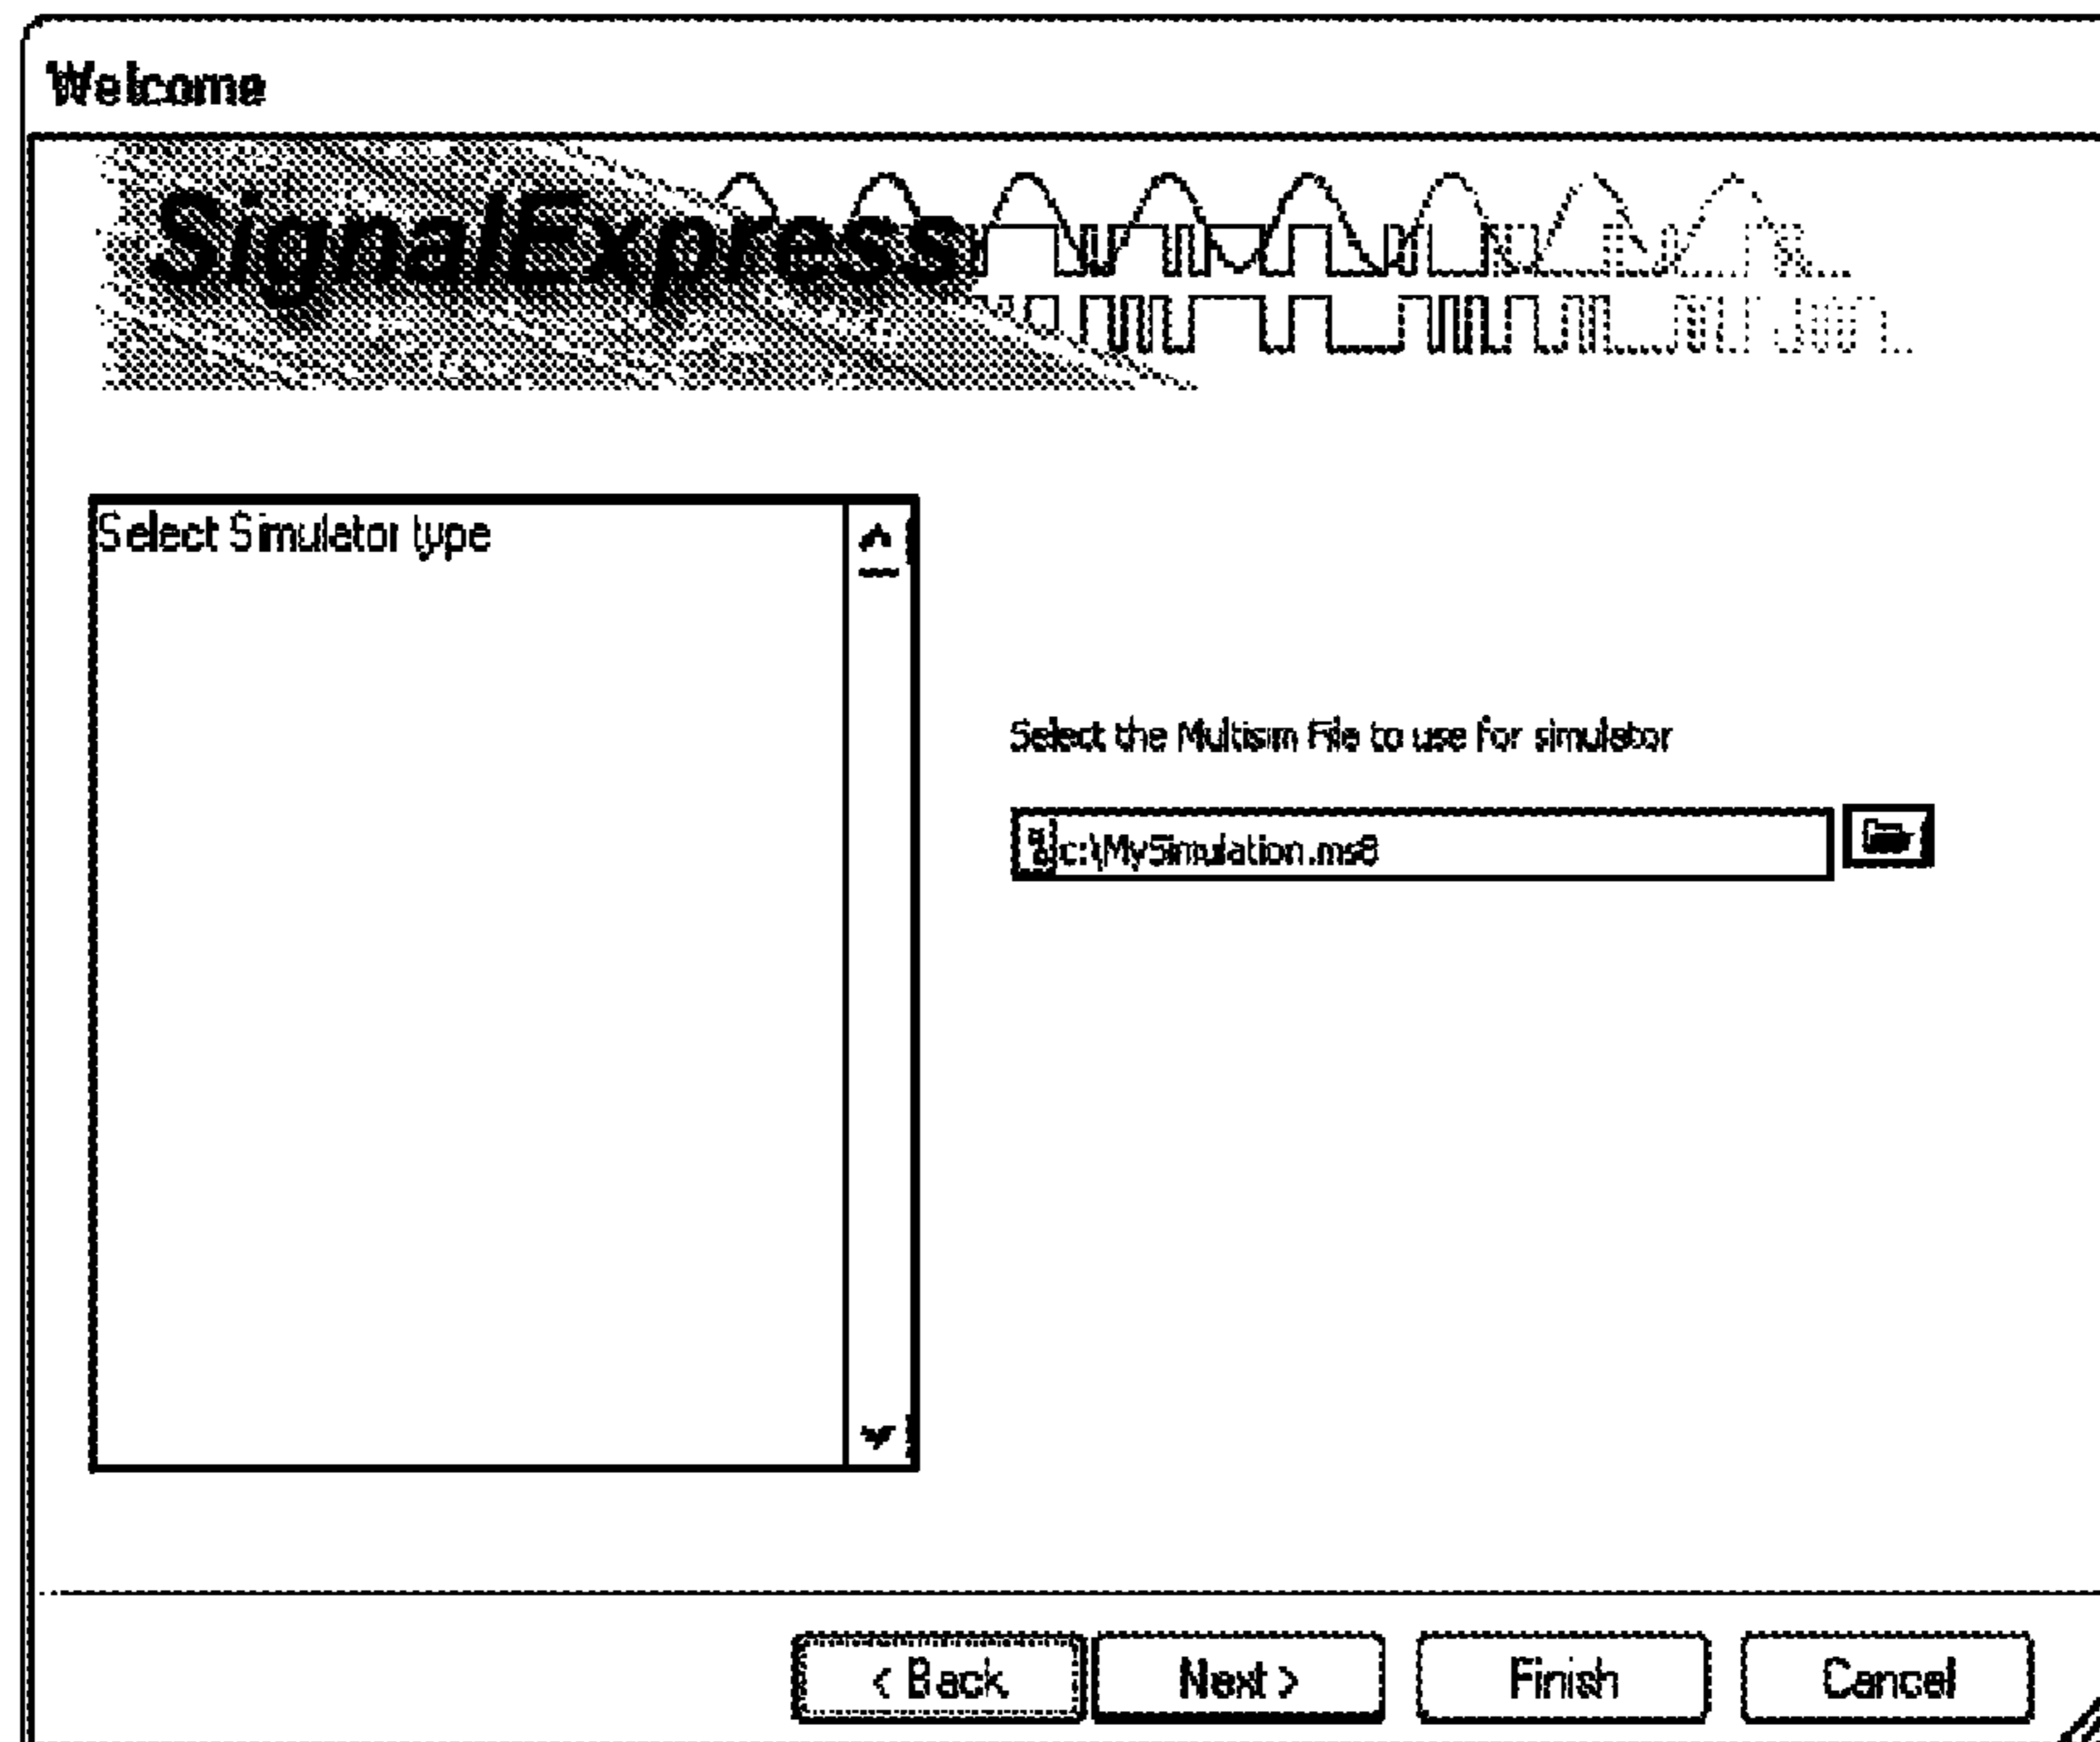 Welcome
SignalExpress
Select Simulator type
Select the Multisim File to use for simulator
c:\MySimulation.ms8
< Back
Next >
Finish
Cancel